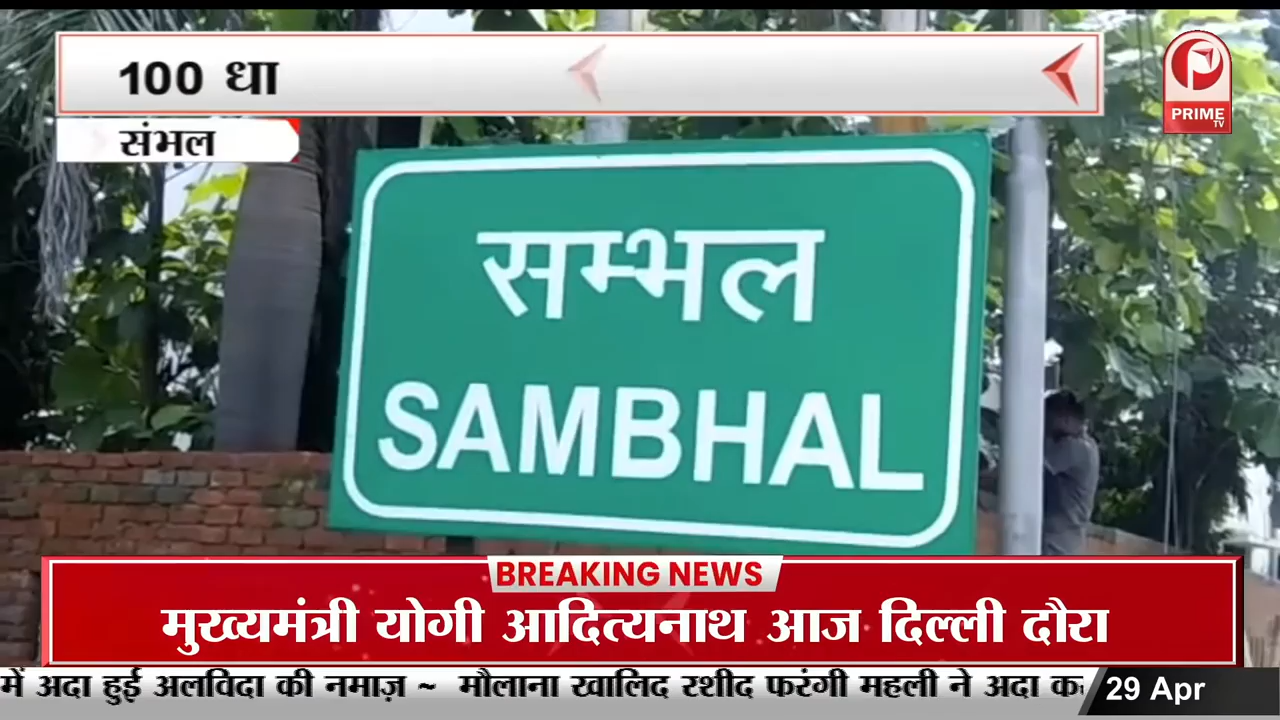 100 धा
संभल
PRIME
TV
सम्भल
SAMBHAL
BREAKING NEWS
मुख्यमंत्री योगी आदित्यनाथ आज दिल्ली दौरा
में अदा हुई अलविदा की नमाज़ ~ मौलाना खालिद रशीद फरंगी महली ने अदा
29 Apr